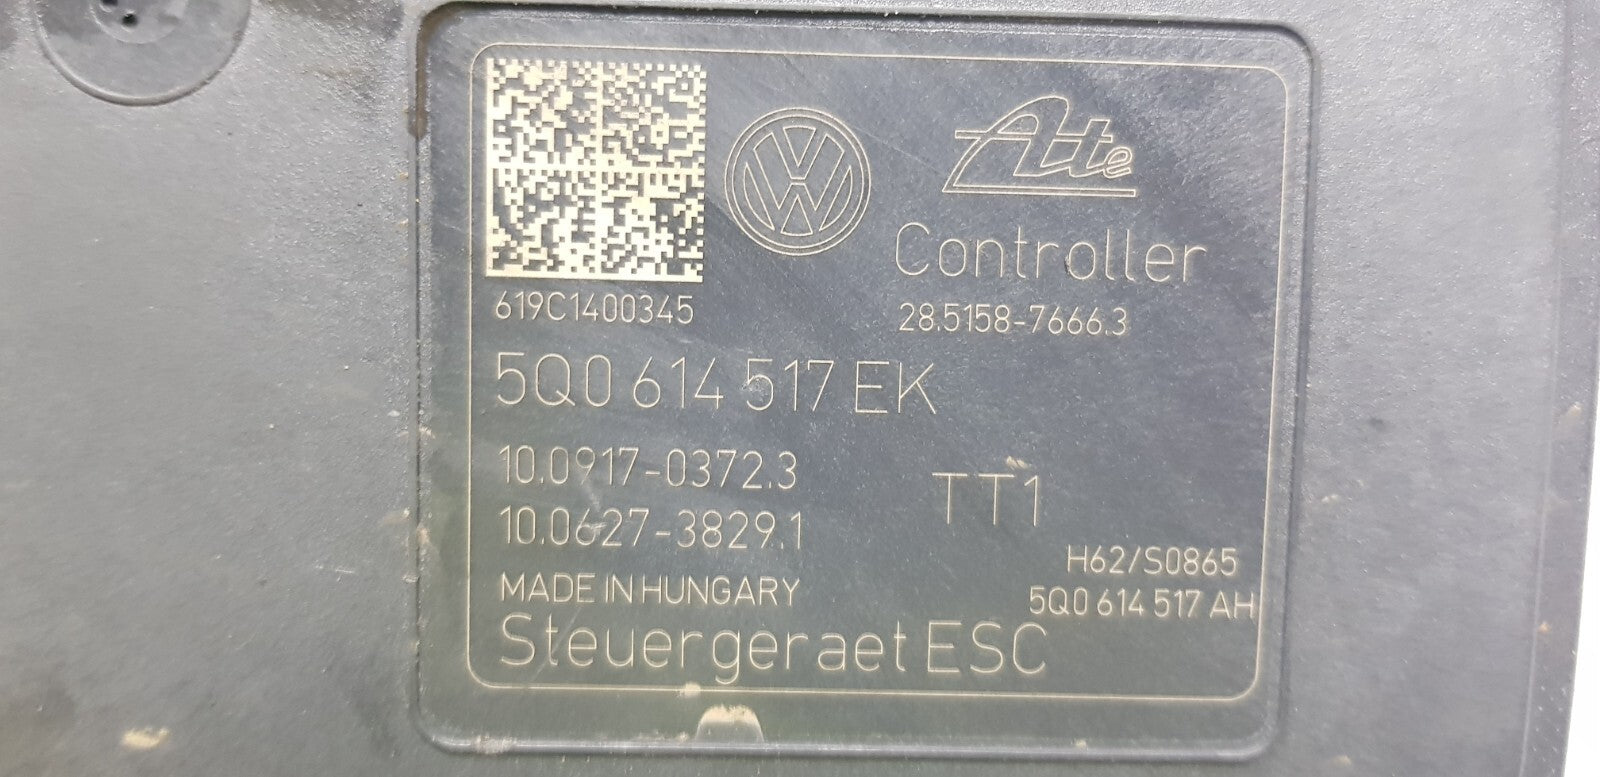 Ate
Controller
619C1400345
28.5158-7666.3
5Q0 614 517 EK
10.0917-0372.3
TT1
10.0627-3829.1
H62/S0865
MADE IN HUNGARY
5Q0 614 517 AH
Steuergeraet ESC